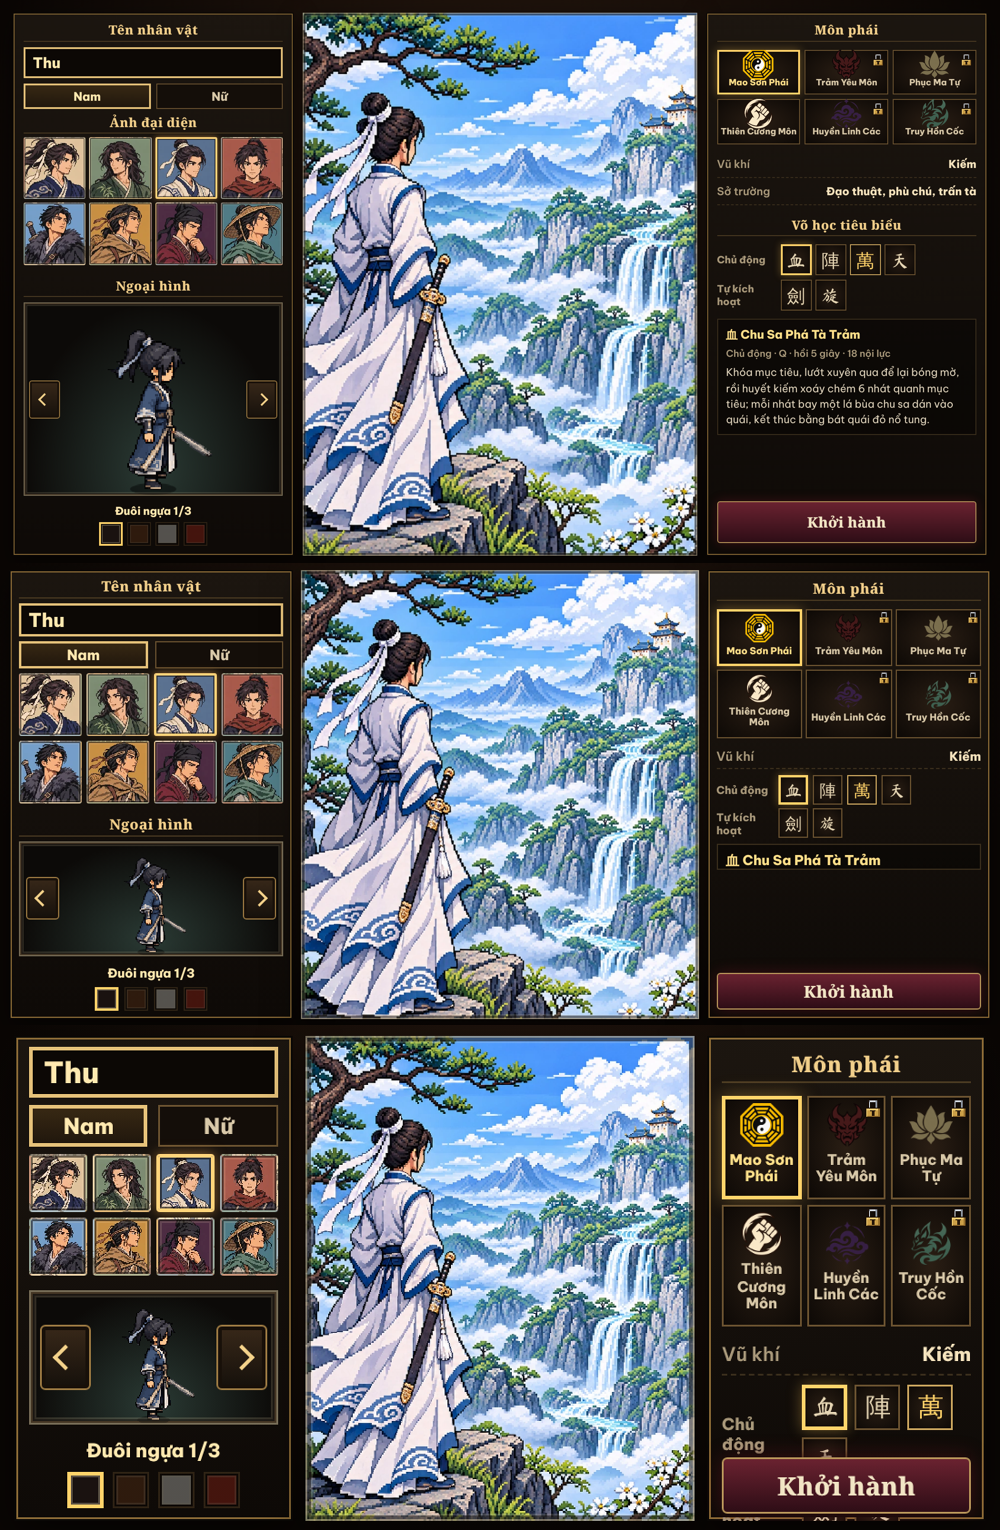 Tên nhân vật
Thu
Nam
Nữ
Ảnh đại diện
Ngoại hình
Đuôi ngựa 1/3
Môn phái
Mao Sơn Phái
Trảm Yêu Môn
Phục Ma Tự
Thiên Cương Môn
Huyền Linh Các
Truy Hồn Cốc
Vũ khí
Kiếm
Sở trường
Đạo thuật, phù chú, trấn tà
Võ học tiêu biểu
Chủ động
血 陣 萬 天
Tự kích
hoạt
劍 旋
血 Chu Sa Phá Tà Trảm
Chủ động · Q · hồi 5 giây · 18 nội lực
Khóa mục tiêu, lướt xuyên qua để lại bóng mờ,
rồi huyết kiếm xoáy chém 6 nhát quanh mục
tiêu; mỗi nhát bay một lá bùa chu sa dán vào
quái, kết thúc bằng bát quái đỏ nổ tung.
Khởi hành
Tên nhân vật
Thu
Nam
Nữ
Ngoại hình
Đuôi ngựa 1/3
Môn phái
Mao Sơn Phái
Trảm Yêu Môn
Phục Ma Tự
Thiên Cương
Môn
Huyền Linh Các
Truy Hồn Cốc
Vũ khí
Kiếm
Chủ động
血 陣 萬 天
Tự kích
hoạt
劍 旋
血 Chu Sa Phá Tà Trảm
Khởi hành
Thu
Nam
Nữ
Đuôi ngựa 1/3
Môn phái
Mao Sơn
Phái
Trảm
Yêu Môn
Phục Ma
Tự
Thiên
Cương
Môn
Huyền
Linh Các
Truy Hồn
Cốc
Vũ khí
Kiếm
Chủ
động
血 陣 萬
Khởi hành